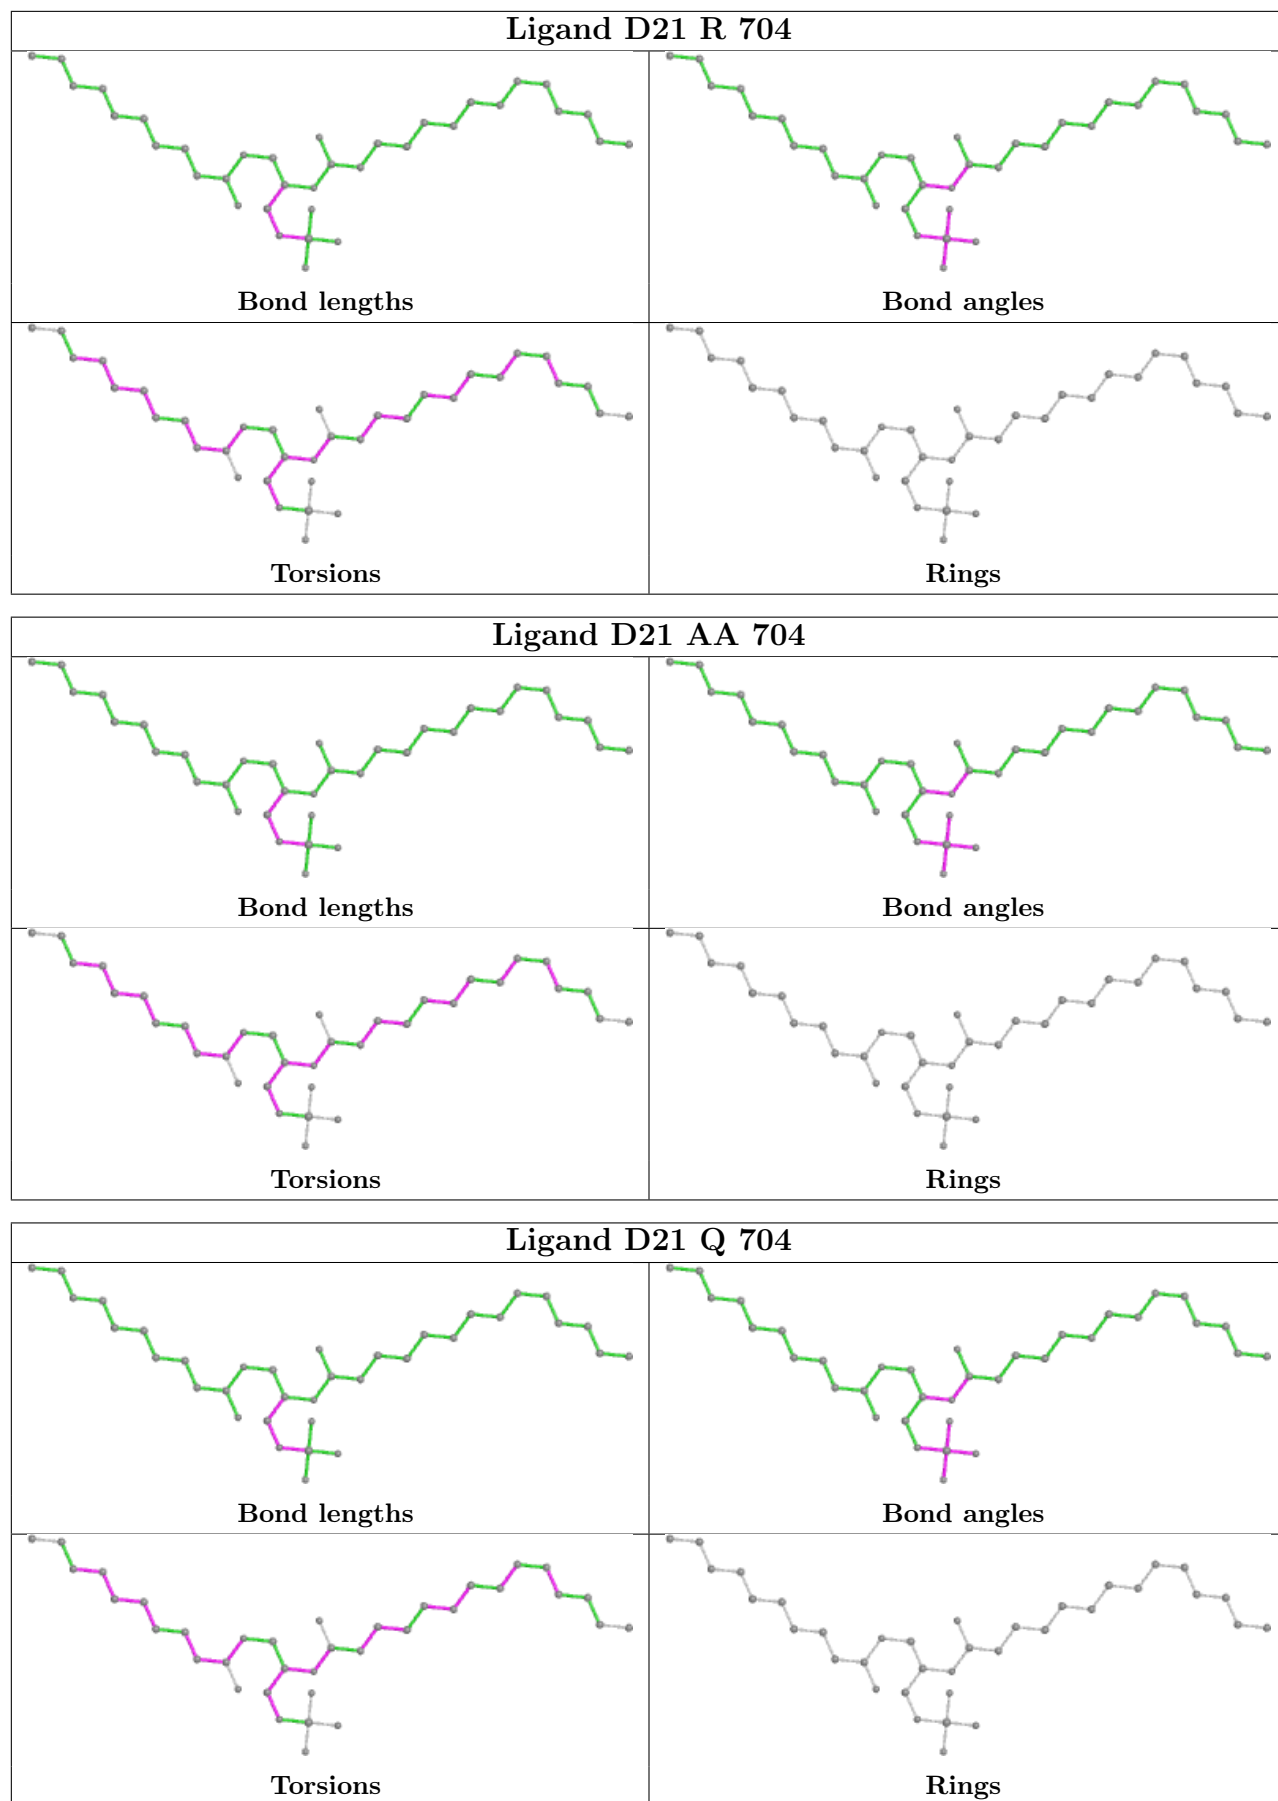 Ligand D21 R 704
Bond lengths
Bond angles
Torsions
Rings
Ligand D21 AA 704
Bond lengths
Bond angles
Torsions
Rings
Ligand D21 Q 704
Bond lengths
Bond angles
Torsions
Rings